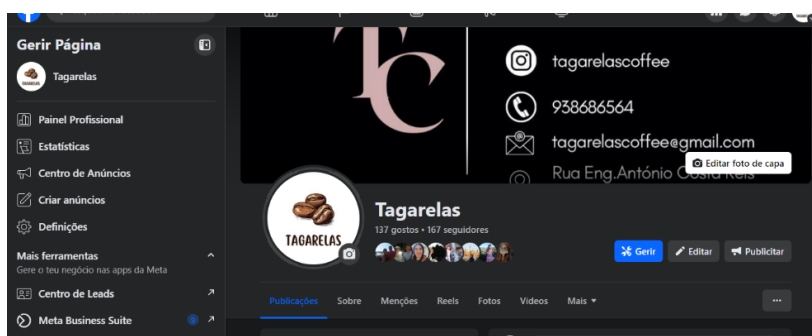 Gerir Página
Tagarelas
Painel Profissional
Estatísticas
Centro de Anúncios
Criar anúncios
Definições
Mais ferramentas
Gere o teu negócio nas apps da Meta
Centro de Leads
Meta Business Suite
TC
tagarelascoffee
938686564
tagarelascoffee@gmail.com
Rua Eng.António Costa Reis
Editar foto de capa
TAGARELAS
Tagarelas
137 gostos • 167 seguidores
Gerir
Editar
Publicitar
Publicações
Sobre
Menções
Reels
Fotos
Vídeos
Mais